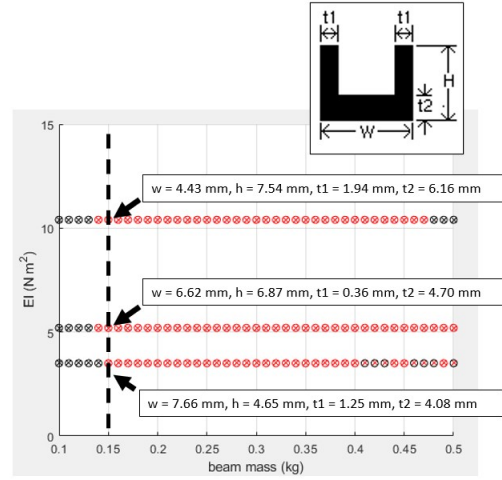 t1 t1
H
t2
W
15
w = 4.43 mm, h = 7.54 mm, t1 = 1.94 mm, t2 = 6.16 mm
10
EI (N m²)
w = 6.62 mm, h = 6.87 mm, t1 = 0.36 mm, t2 = 4.70 mm
5
w = 7.66 mm, h = 4.65 mm, t1 = 1.25 mm, t2 = 4.08 mm
0
0.1 0.15 0.2 0.25 0.3 0.35 0.4 0.45 0.5
beam mass (kg)